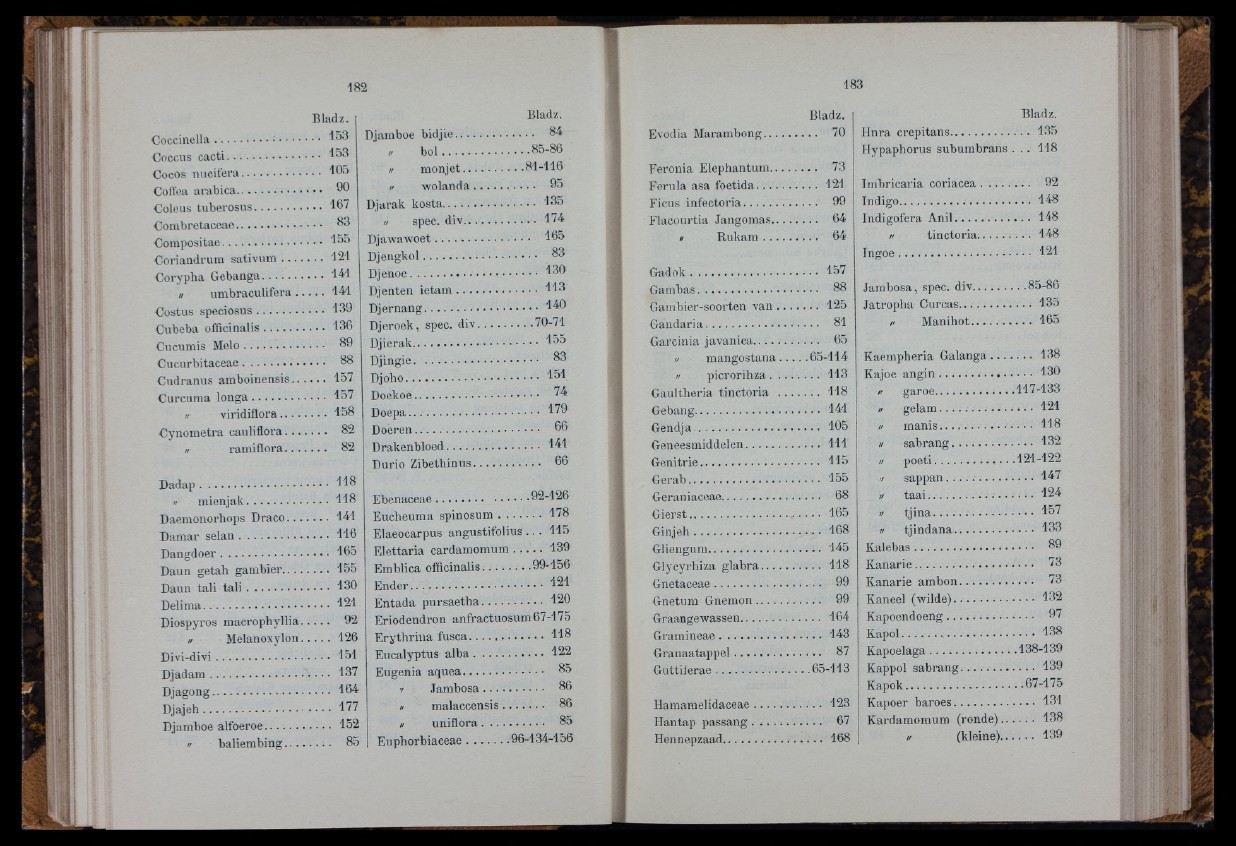 182
Bladz.
Coccinella . . . . . . . . . . . . . . 153
Coccus cacti . . . . . . . . . . . . . . 153
Cocos nucifera . . . . . . . . . . . . . . 105
Coffea arabica . . . . . . . . . . . . . . 90
Coleus tuberosus . . . . . . . . . . . 167
Combretaceae . . . . . . . . . . . . . . 83
Compositae . . . . . . . . . . . . . . 155
Coriandrum sativum . . . . . . . 121
Corypha Gebanga . . . . . . . . . . 141
" umbraculifera . . . . . 141
Costus speciosus . . . . . . . . . . . 139
Cubeba officinalis . . . . . . . . . . 136
Cucumis Melo . . . . . . . . . . . . . 89
Cucurbitaceae . . . . . . . . . . . . . 88
Cudranus amboinensis . . . . . . 157
Curcuma longa . . . . . . . . . . . . 157
" viridiflora . . . . . . . . 158
Cynometra cauliflora . . . . . . . 82
" ramiflora . . . . . . . 82
Dadap . . . . . . . . . . . . . . 118
" mienjak . . . . . . . . . . . . . 118
Daemonorhops Draco . . . . . . . 141
Damar selan . . . . . . . . . . . . . . 116
Dangdoer . . . . . . . . . . . . . . 165
Daun getah gambier . . . . . . . . 155
Daun tali tali . . . . . . . . . . . . . 130
Delima . . . . . . . . . . . . . . 121
Diospyros macrophyllia . . . . . 92
" Melanoxylon . . . . . 126
Divi-divi . . . . . . . . . . . . . . 151
Djadam . . . . . . . . . . . . . . 137
Djagong . . . . . . . . . . . . . . 164
Djajeh . . . . . . . . . . . . . . 177
Djamboe alfoeroe . . . . . . . . . . . 152
" baliembing . . . . . . . . 85
Bladz.
Djamboe bidjie . . . . . . . . . . . . . 84
" bol . . . . . . . . . . . . . . 85-86
" monjet . . . . . . . . . . 81-116
" wolanda . . . . . . . . . . 95
Djarak kosta . . . . . . . . . . . . . . 135
" spec. div. . . . . . . . . . . . 174
Djawawoet . . . . . . . . . . . . . . 165
Djengkol . . . . . . . . . . . . . . 83
Djenoe . . . . . . . . . . . . . . 130
Djenten ietam . . . . . . . . . . . . . 113
Djernang . . . . . . . . . . . . . . 140
Djeroek, spec. div. . . . . . . . . 70-71
Djierak . . . . . . . . . . . . . . 155
Djingie . . . . . . . . . . . . . . 83
Djoho . . . . . . . . . . . . . . 151
Doekoe . . . . . . . . . . . . . . 74
Doepa . . . . . . . . . . . . . . 179
Doeren . . . . . . . . . . . . . . 66
Drakenbloed . . . . . . . . . . . . . . 141
Durio Zibethinus . . . . . . . . . . . 66
Ebenaceae . . . . . . . . . . . . . . 92-126
Eucheuma spinosum . . . . . . . 178
Elaeocarpus angustifolius . . . 115
Elettaria cardamomum . . . . . 139
Emblica officinalis . . . . . . . . 99-156
Ender . . . . . . . . . . . . . . 121
Entada pursaetha . . . . . . . . . . 120
Eriodendron anfractuosum 67-175
Erythrina fusca . . . . . . . . . . . . 118
Eucalyptus alba . . . . . . . . . . . 122
Eugenia aquea . . . . . . . . . . . . . 85
" Jambosa . . . . . . . . . . 86
" malaccensis . . . . . . . 86
" uniflora . . . . . . . . . . 85
Euphorbiaceae . . . . . . . 96-134-156
183
Bladz.
Evodia Marambong . . . . . . . . . 70
Feronia Elephantum . . . . . . . . 73
Ferula asa foetida . . . . . . . . . . 121
Ficus infectoria . . . . . . . . . . . . 99
Flacourtia Jangomas . . . . . . . . 64
" Rukam . . . . . . . . . 64
Gadok . . . . . . . . . . . . . . 157
Gambas . . . . . . . . . . . . . . 88
Gambier-soorten van . . . . . . . 125
Gandaria . . . . . . . . . . . . . . 81
Garcinia javanica . . . . . . . . . . . 65
" mangostana . . . . . 65-114
" picrorihza . . . . . . . . 113
Gaultheria tinctoria . . . . . . . 118
Gebang . . . . . . . . . . . . . . 141
Gendja . . . . . . . . . . . . . . 105
Geneesmiddelen . . . . . . . . . . . . 111
Genitrie . . . . . . . . . . . . . . 115
Gerab . . . . . . . . . . . . . . 155
Geraniaceae . . . . . . . . . . . . . . 68
Gierst . . . . . . . . . . . . . . 165
Ginjeh . . . . . . . . . . . . . . 168
Gliengum . . . . . . . . . . . . . . 145
Glycyrhiza glabra . . . . . . . . . . 118
Gnetaceae . . . . . . . . . . . . . . 99
Gnetum Gnemon . . . . . . . . . . . 99
Graangewassen . . . . . . . . . . . . . 164
Gramineae . . . . . . . . . . . . . . 143
Granaatappel . . . . . . . . . . . . . . 87
Guttiferae . . . . . . . . . . . . . . 65-113
Hamamelidaceae . . . . . . . . . . . 123
Hantap passang . . . . . . . . . . . . 67
Hennepzaad . . . . . . . . . . . . . . 168
Bladz.
Hura crepitans . . . . . . . . . . . . . 135
Hypaphorus subumbrans . . . 118
Imbricaria coriacea . . . . . . . . 92
Indigo . . . . . . . . . . . . . . 148
Indigofera Anil . . . . . . . . . . . . 148
" tinctoria . . . . . . . . . 148
Ingoe . . . . . . . . . . . . . . 121
Jambosa, spec. div. . . . . . . . . 85-86
Jatropha Curcas . . . . . . . . . . . . 135
" Manihot . . . . . . . . . . 165
Kaempheria Galanga . . . . . . . 138
Kajoe angin . . . . . . . . . . . . . . 130
" garoe . . . . . . . . . . . . . 117-133
" gelam . . . . . . . . . . . . . . 121
" manis . . . . . . . . . . . . . . 118
" sabrang . . . . . . . . . . . . . 132
" poeti . . . . . . . . . . . . . 121-122
" sappan . . . . . . . . . . . . . . 147
" taai . . . . . . . . . . . . . . 124
" tjina . . . . . . . . . . . . . . 157
" tjindana . . . . . . . . . . . . . 133
Kalebas . . . . . . . . . . . . . . 89
Kanarie . . . . . . . . . . . . . . 73
Kanarie ambon . . . . . . . . . . . . 73
Kaneel (wilde) . . . . . . . . . . . . . 132
Kapoendoeng . . . . . . . . . . . . . . 97
Kapol . . . . . . . . . . . . . . 138
Kapoelaga . . . . . . . . . . . . . . 138-139
Kappol sabrang . . . . . . . . . . . . 139
Kapok . . . . . . . . . . . . . . 67-175
Kapoer baroes . . . . . . . . . . . . . 131
Kardamomum (ronde) . . . . . . 138
" (kleine) . . . . . . 139